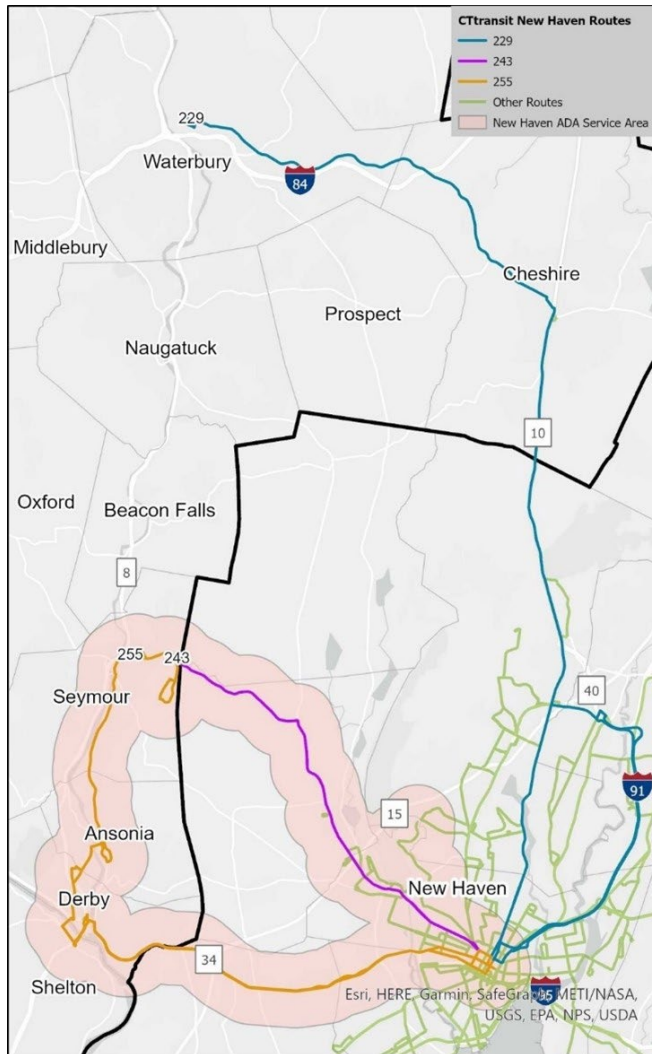 CTtransit New Haven Routes
229
243
255
Other Routes
New Haven ADA Service Area
229
Waterbury
84
Middlebury
Cheshire
Prospect
Naugatuck
10
Oxford
Beacon Falls
8
255
243
Seymour
40
91
15
Ansonia
New Haven
Derby
34
Shelton
95
Esri, HERE, Garmin, SafeGraph, METI/NASA,
USGS, EPA, NPS, USDA